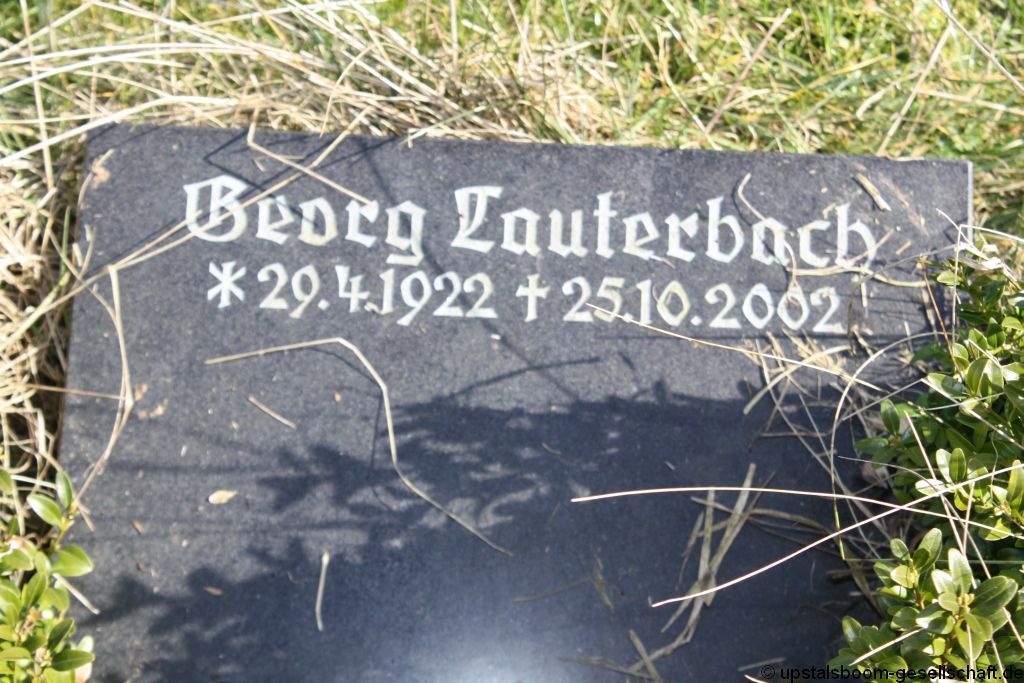 Georg Lauterbach
* 29.4.1922 † 25.10.2002
© upstalsboom-gesellschaft.de